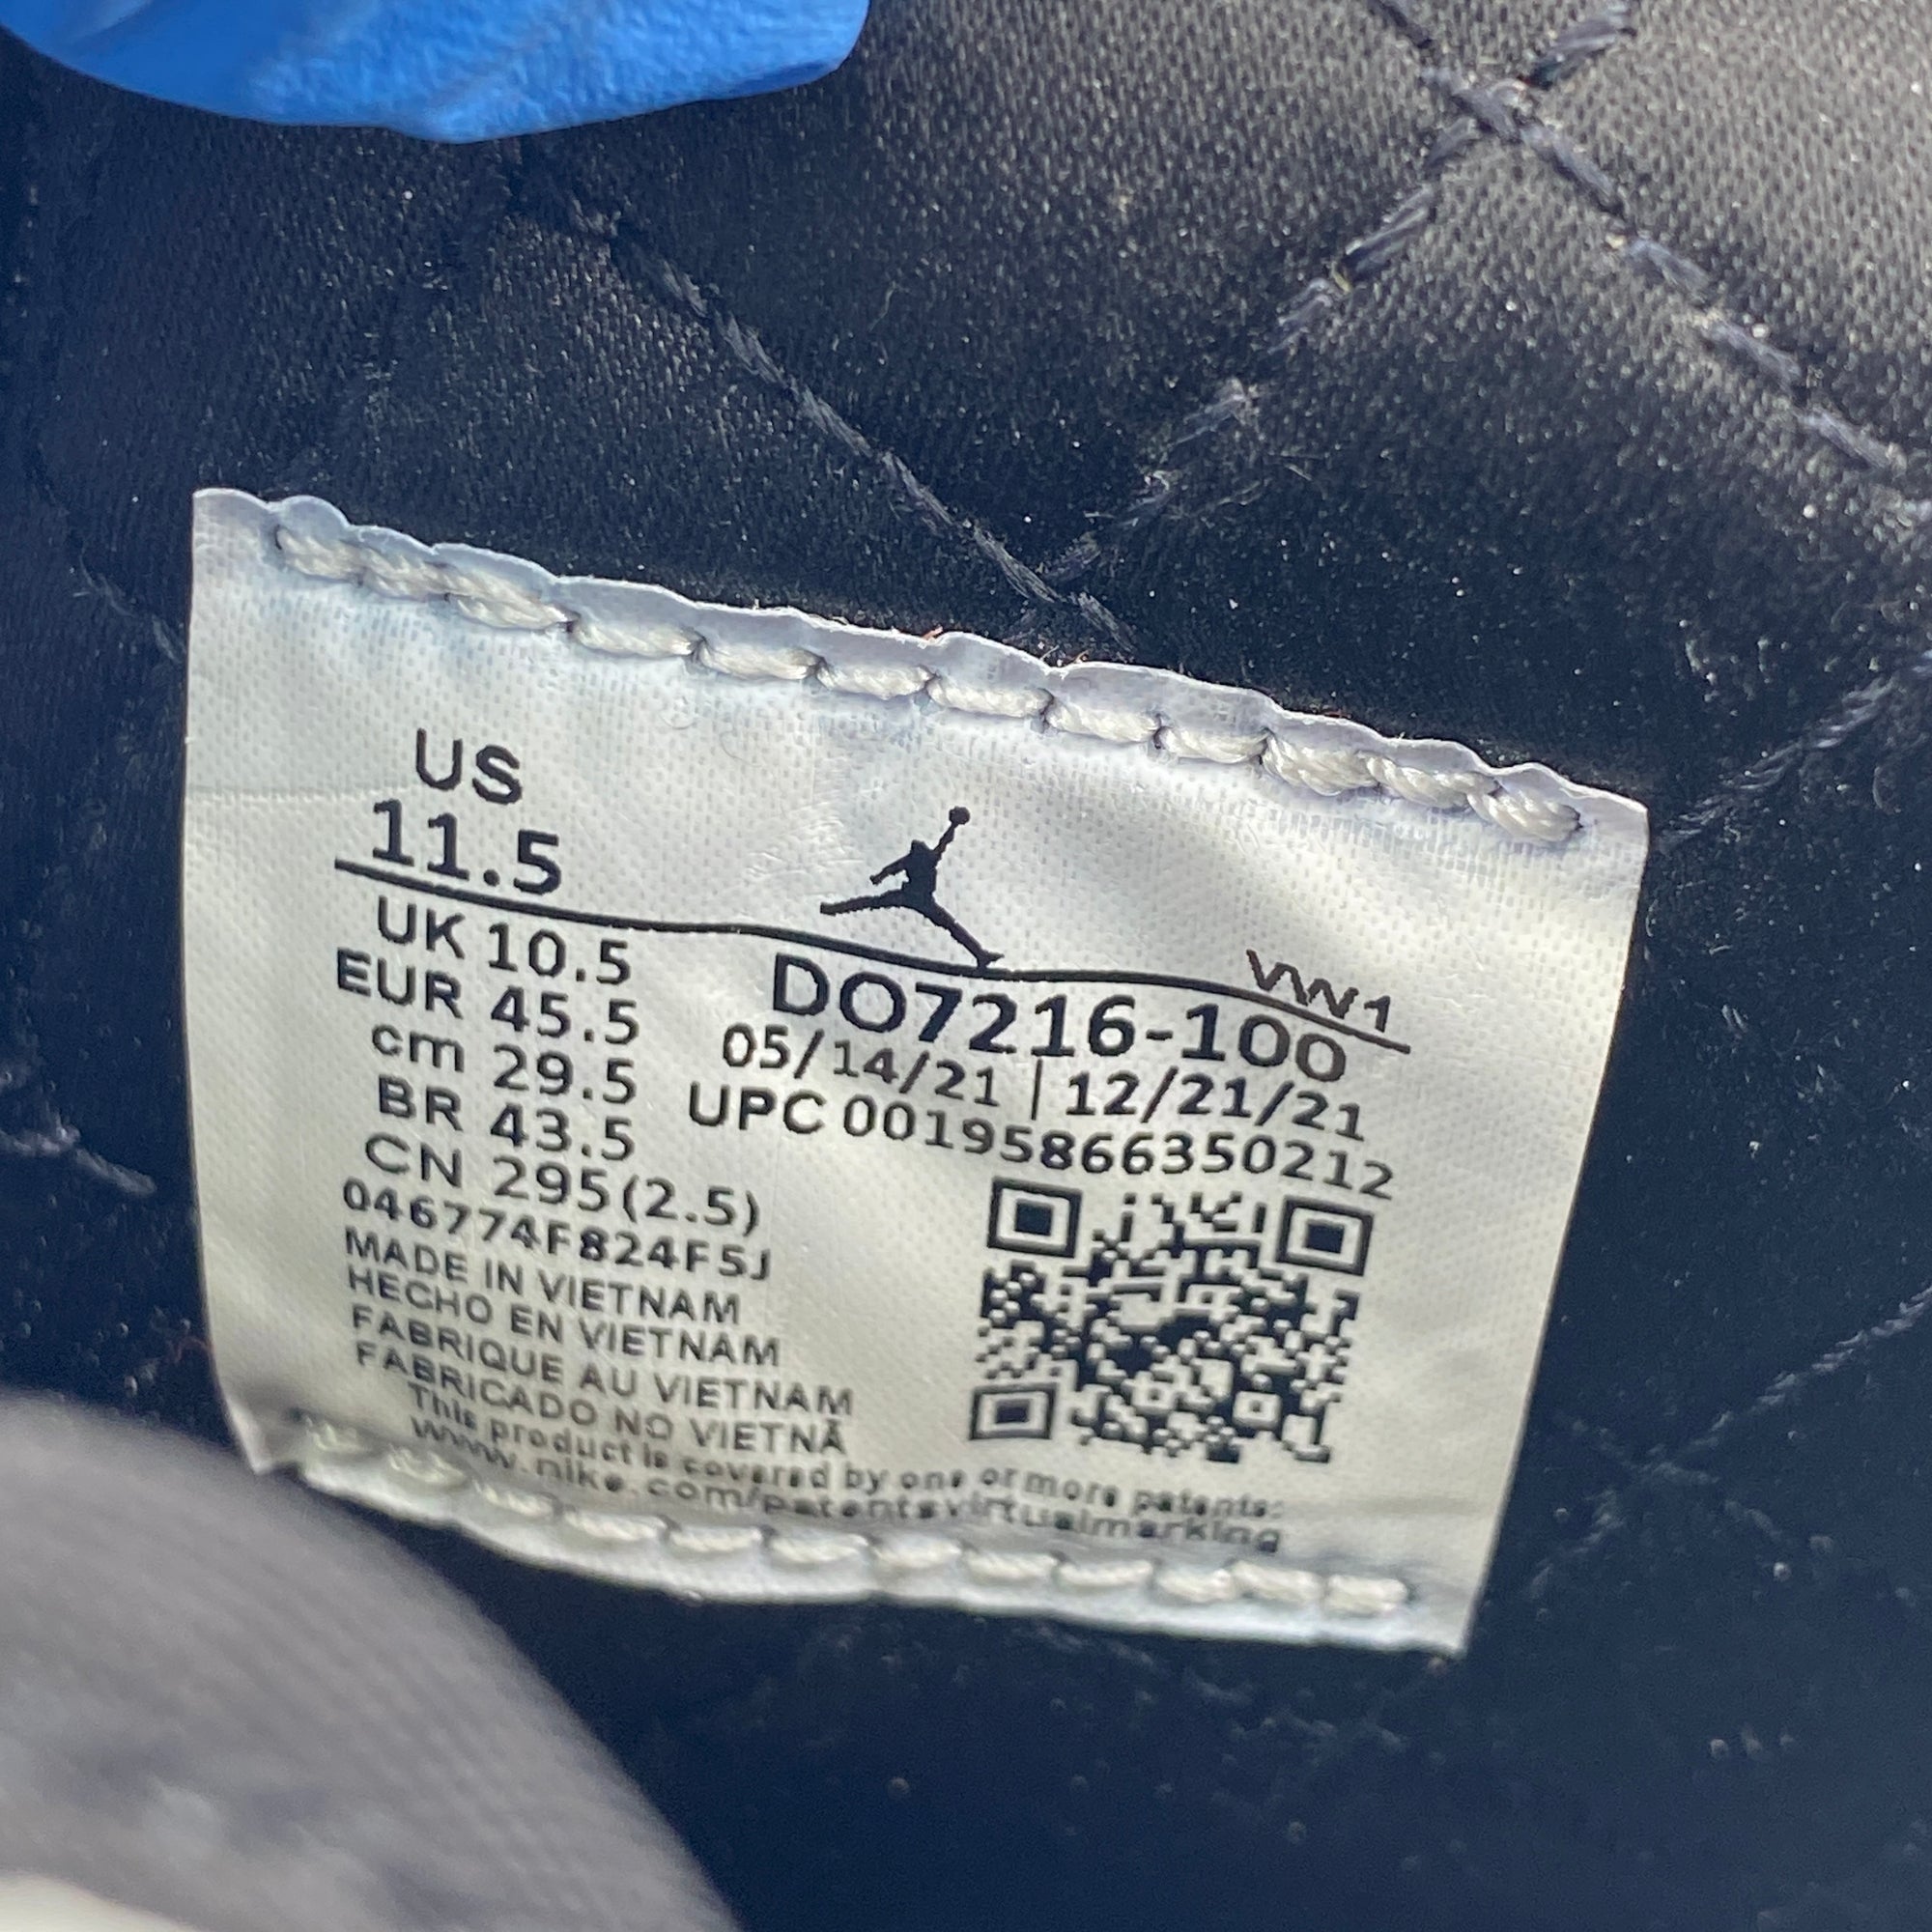 US
11.5
UK 10.5
EUR 45.5
cm 29.5
BR 43.5
CN 295(2.5)
046774F824F5J
MADE IN VIETNAM
HECHO EN VIETNAM
FABRIQUE AU VIETNAM
FABRICADO NO VIETNÃ
This product is covered by one or more patents:
www.nike.com/patentsvirtualmarking
VW1
DO7216-100
05/14/21 | 12/21/21
UPC 00195866350212